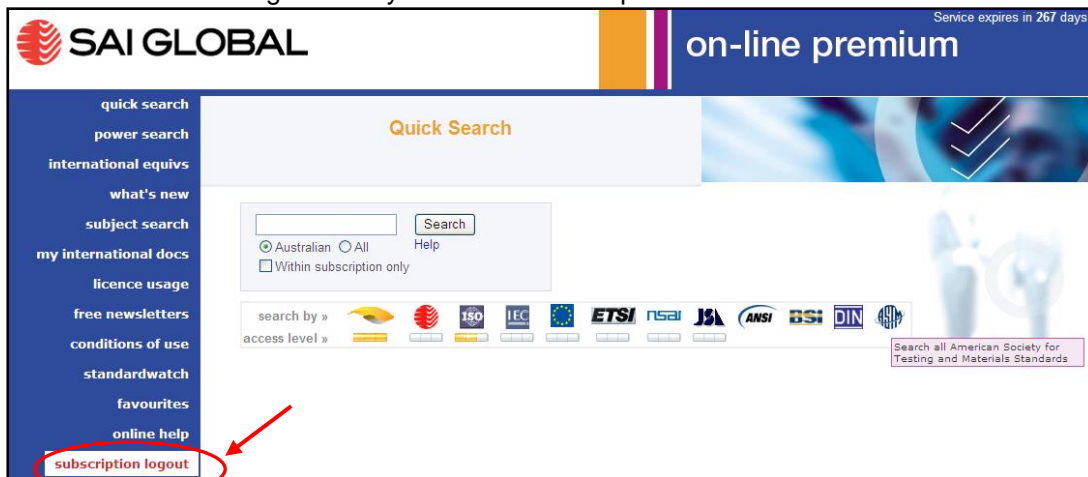 Service expires in 267 days
SAI GLOBAL
on-line premium
quick search
power search
international equivs
what's new
subject search
my international docs
licence usage
free newsletters
conditions of use
standardwatch
favourites
online help
subscription logout
Quick Search
Search
Australian All Help
Within subscription only
search by » ISO IEC ETSI nsai JSA ANSI BSi DIN ASTM
access level »
Search all American Society for
Testing and Materials Standards